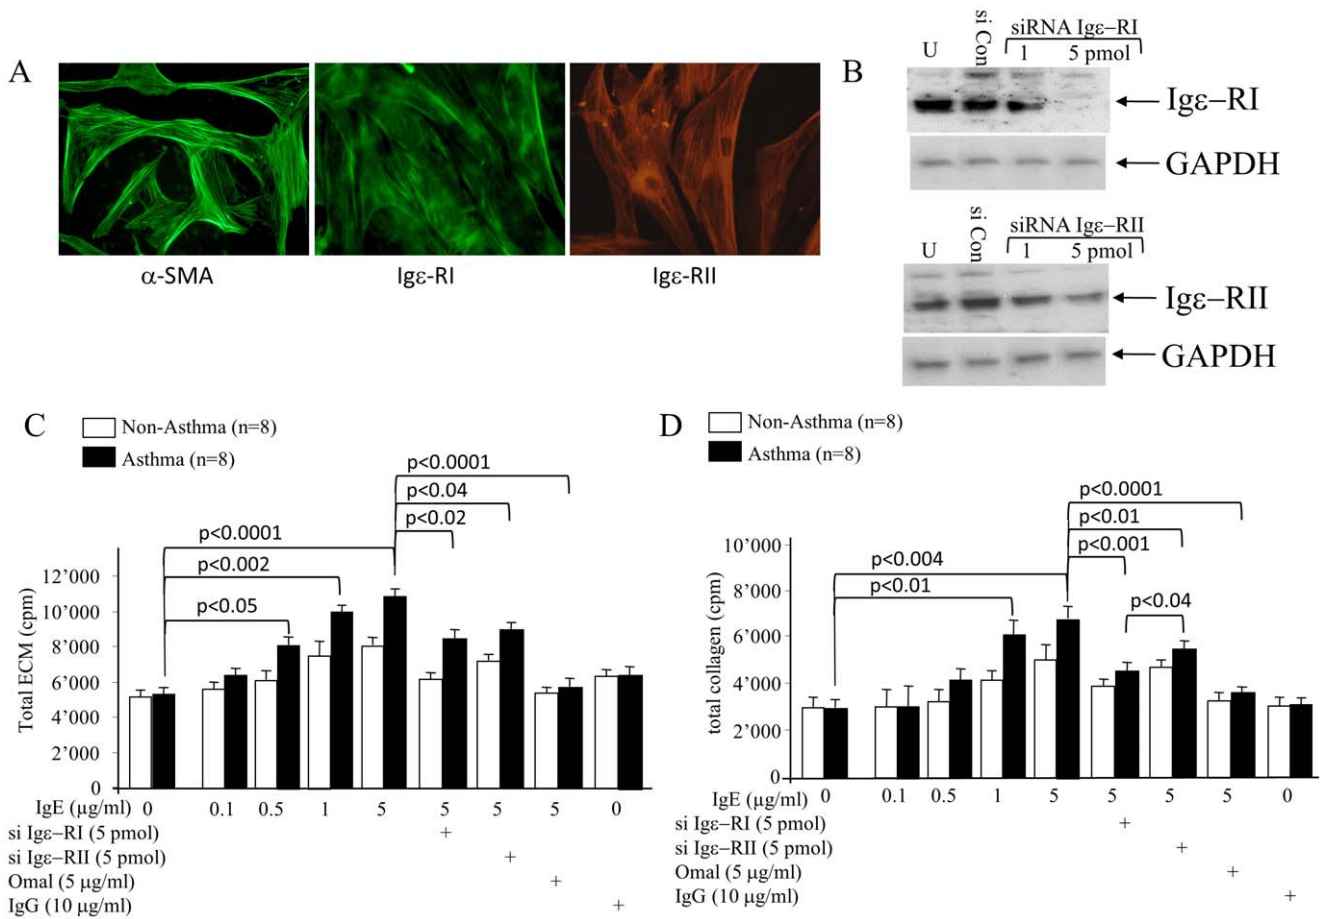 A
α-SMA
Igε-RI
Igε-RII
B
U
si Con
siRNA Igε–RI
1
5 pmol
Igε–RI
GAPDH
U
si Con
siRNA Igε–RII
1
5 pmol
Igε–RII
GAPDH
C
Non-Asthma (n=8)
Asthma (n=8)
p<0.0001
p<0.04
p<0.02
p<0.0001
p<0.002
p<0.05
Total ECM (cpm)
12’000
10’000
8’000
6’000
4’000
2’000
0
IgE (µg/ml) 0 0.1 0.5 1 5 5 5 5 0
si Igε–RI (5 pmol) +
si Igε–RII (5 pmol) +
Omal (5 µg/ml) +
IgG (10 µg/ml) +
D
Non-Asthma (n=8)
Asthma (n=8)
p<0.0001
p<0.01
p<0.001
p<0.004
p<0.01
p<0.04
total collagen (cpm)
10’000
8’000
6’000
4’000
2’000
0
IgE (µg/ml) 0 0.1 0.5 1 5 5 5 5 0
si Igε–RI (5 pmol) +
si Igε–RII (5 pmol) +
Omal (5 µg/ml) +
IgG (10 µg/ml) +